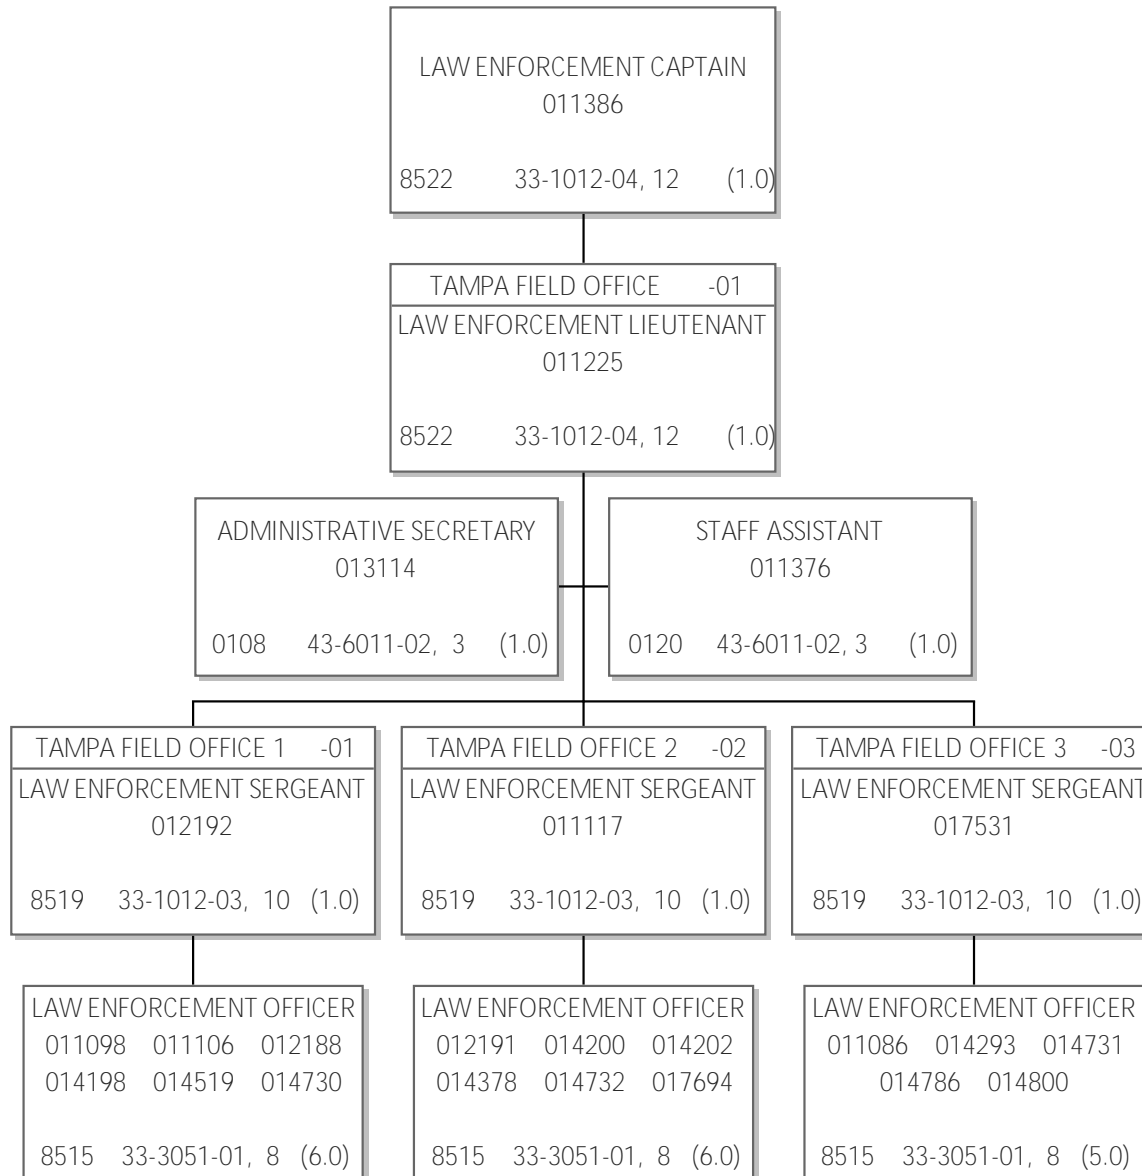 LAW ENFORCEMENT CAPTAIN
011386
8522 33-1012-04, 12 (1.0)
TAMPA FIELD OFFICE -01
LAW ENFORCEMENT LIEUTENANT
011225
8522 33-1012-04, 12 (1.0)
ADMINISTRATIVE SECRETARY
013114
0108 43-6011-02, 3 (1.0)
STAFF ASSISTANT
011376
0120 43-6011-02, 3 (1.0)
TAMPA FIELD OFFICE 1 -01
LAW ENFORCEMENT SERGEANT
012192
8519 33-1012-03, 10 (1.0)
TAMPA FIELD OFFICE 2 -02
LAW ENFORCEMENT SERGEANT
011117
8519 33-1012-03, 10 (1.0)
TAMPA FIELD OFFICE 3 -03
LAW ENFORCEMENT SERGEANT
017531
8519 33-1012-03, 10 (1.0)
LAW ENFORCEMENT OFFICER
011098 011106 012188
014198 014519 014730
8515 33-3051-01, 8 (6.0)
LAW ENFORCEMENT OFFICER
012191 014200 014202
014378 014732 017694
8515 33-3051-01, 8 (6.0)
LAW ENFORCEMENT OFFICER
011086 014293 014731
014786 014800
8515 33-3051-01, 8 (5.0)